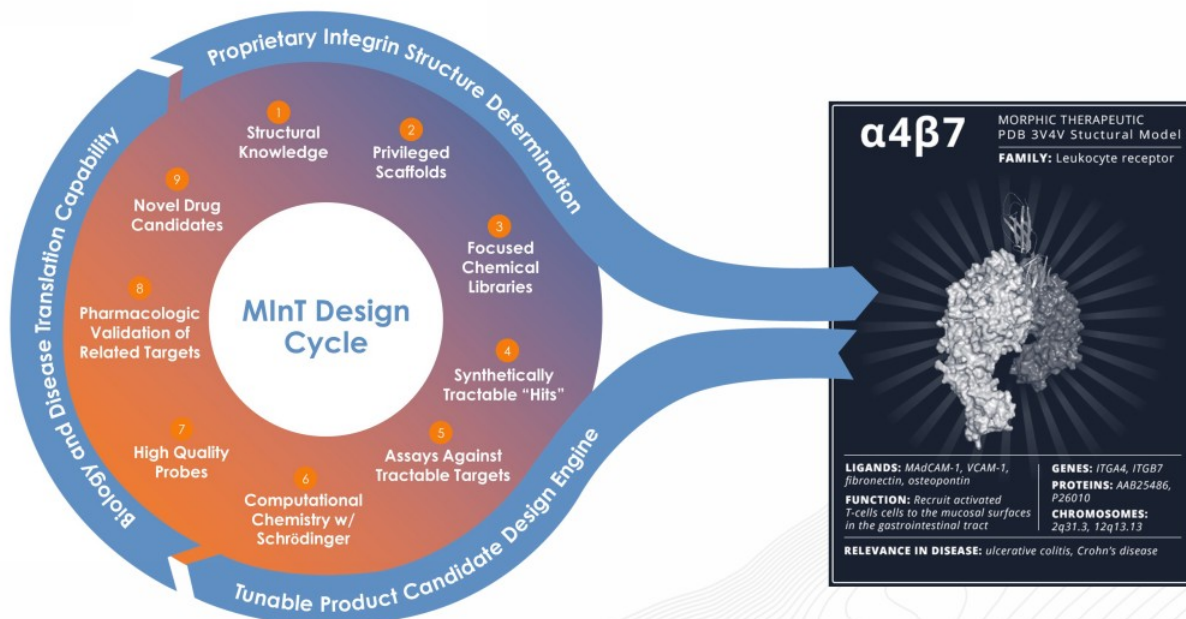 Proprietary Integrin Structure Determination
Biology and Disease Translation Capability
Tunable Product Candidate Design Engine
MInT Design
Cycle
1
Structural
Knowledge
2
Privileged
Scaffolds
3
Focused
Chemical
Libraries
4
Synthetically
Tractable “Hits”
5
Assays Against
Tractable Targets
6
Computational
Chemistry w/
Schrödinger
7
High Quality
Probes
8
Pharmacologic
Validation of
Related Targets
9
Novel Drug
Candidates
α4β7
MORPHIC THERAPEUTIC
PDB 3V4V Stuctural Model
FAMILY: Leukocyte receptor
LIGANDS: MAdCAM-1, VCAM-1,
fibronectin, osteopontin
FUNCTION: Recruit activated
T-cells cells to the mucosal surfaces
in the gastrointestinal tract
GENES: ITGA4, ITGB7
PROTEINS: AAB25486,
P26010
CHROMOSOMES:
2q31.3, 12q13.13
RELEVANCE IN DISEASE: ulcerative colitis, Crohn's disease